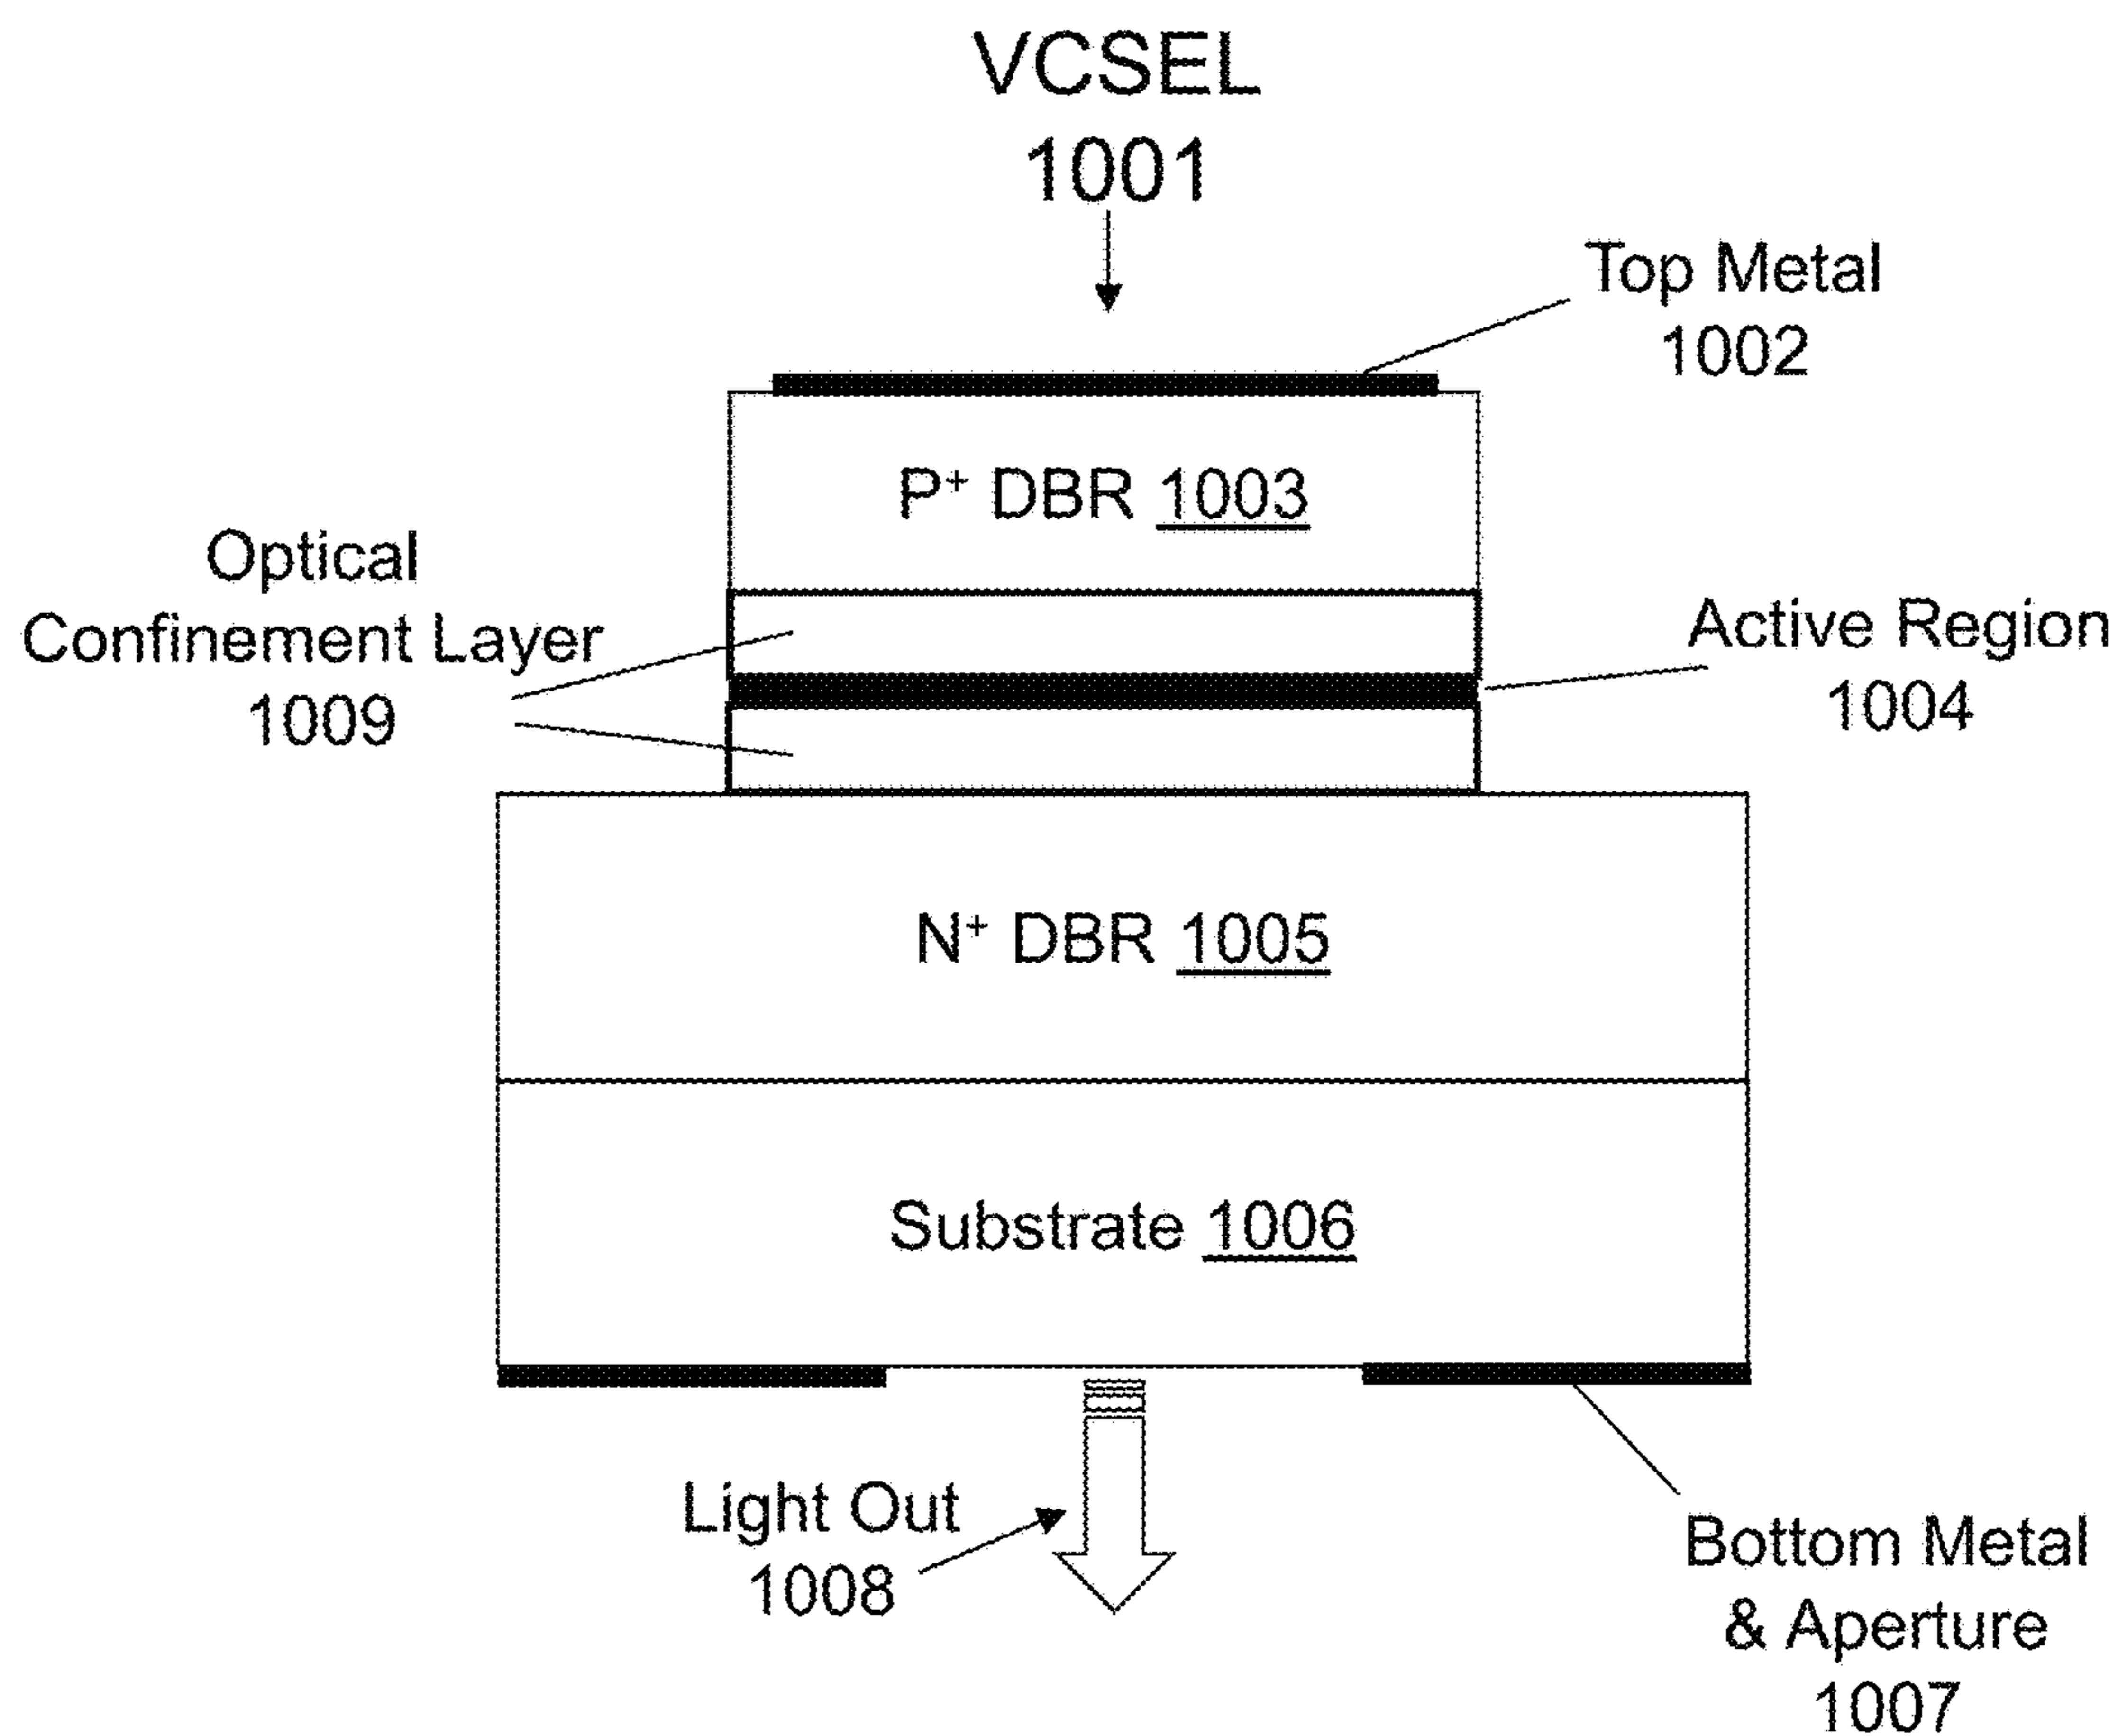 VCSEL
1001
Top Metal
1002
P⁺ DBR 1003
Optical
Confinement Layer
1009
Active Region
1004
N⁺ DBR 1005
Substrate 1006
Light Out
1008
Bottom Metal
& Aperture
1007